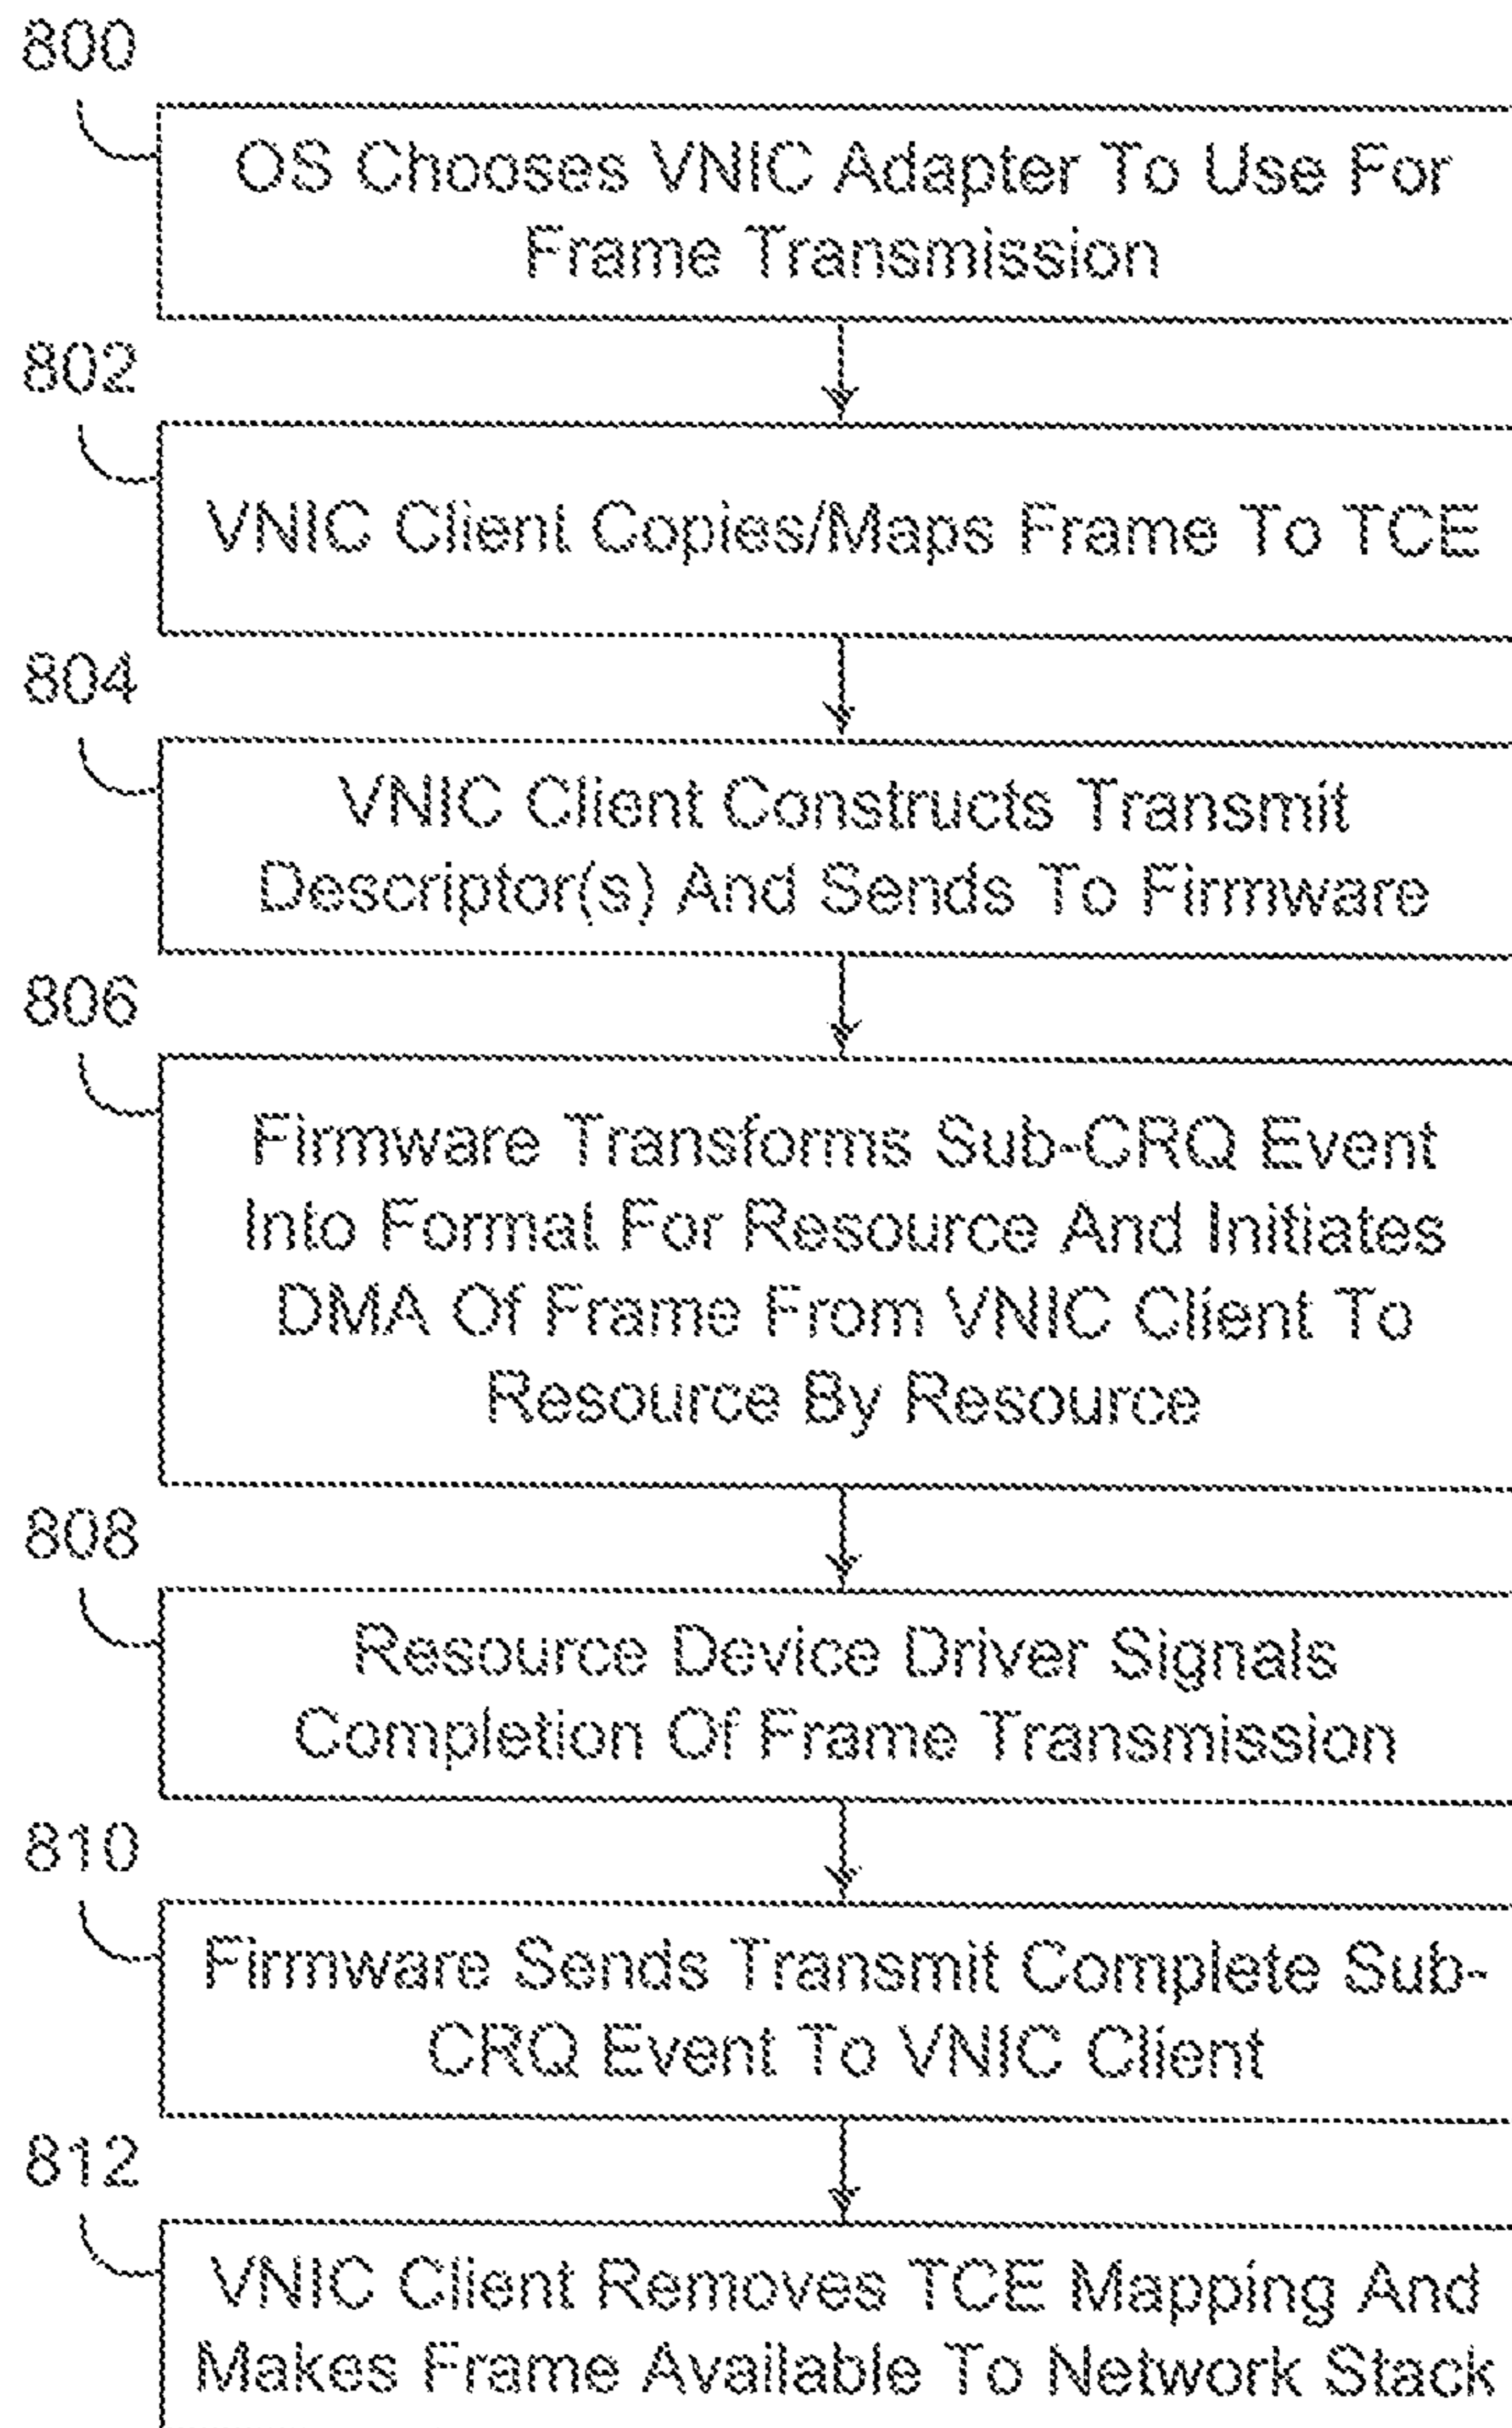 800
OS Chooses VNIC Adapter To Use For
Frame Transmission
802
VNIC Client Copies/Maps Frame To TCE
804
VNIC Client Constructs Transmit
Descriptor(s) And Sends To Firmware
806
Firmware Transforms Sub-CRQ Event
Into Format For Resource And Initiates
DMA Of Frame From VNIC Client To
Resource By Resource
808
Resource Device Driver Signals
Completion Of Frame Transmission
810
Firmware Sends Transmit Complete Sub-
CRQ Event To VNIC Client
812
VNIC Client Removes TCE Mapping And
Makes Frame Available To Network Stack